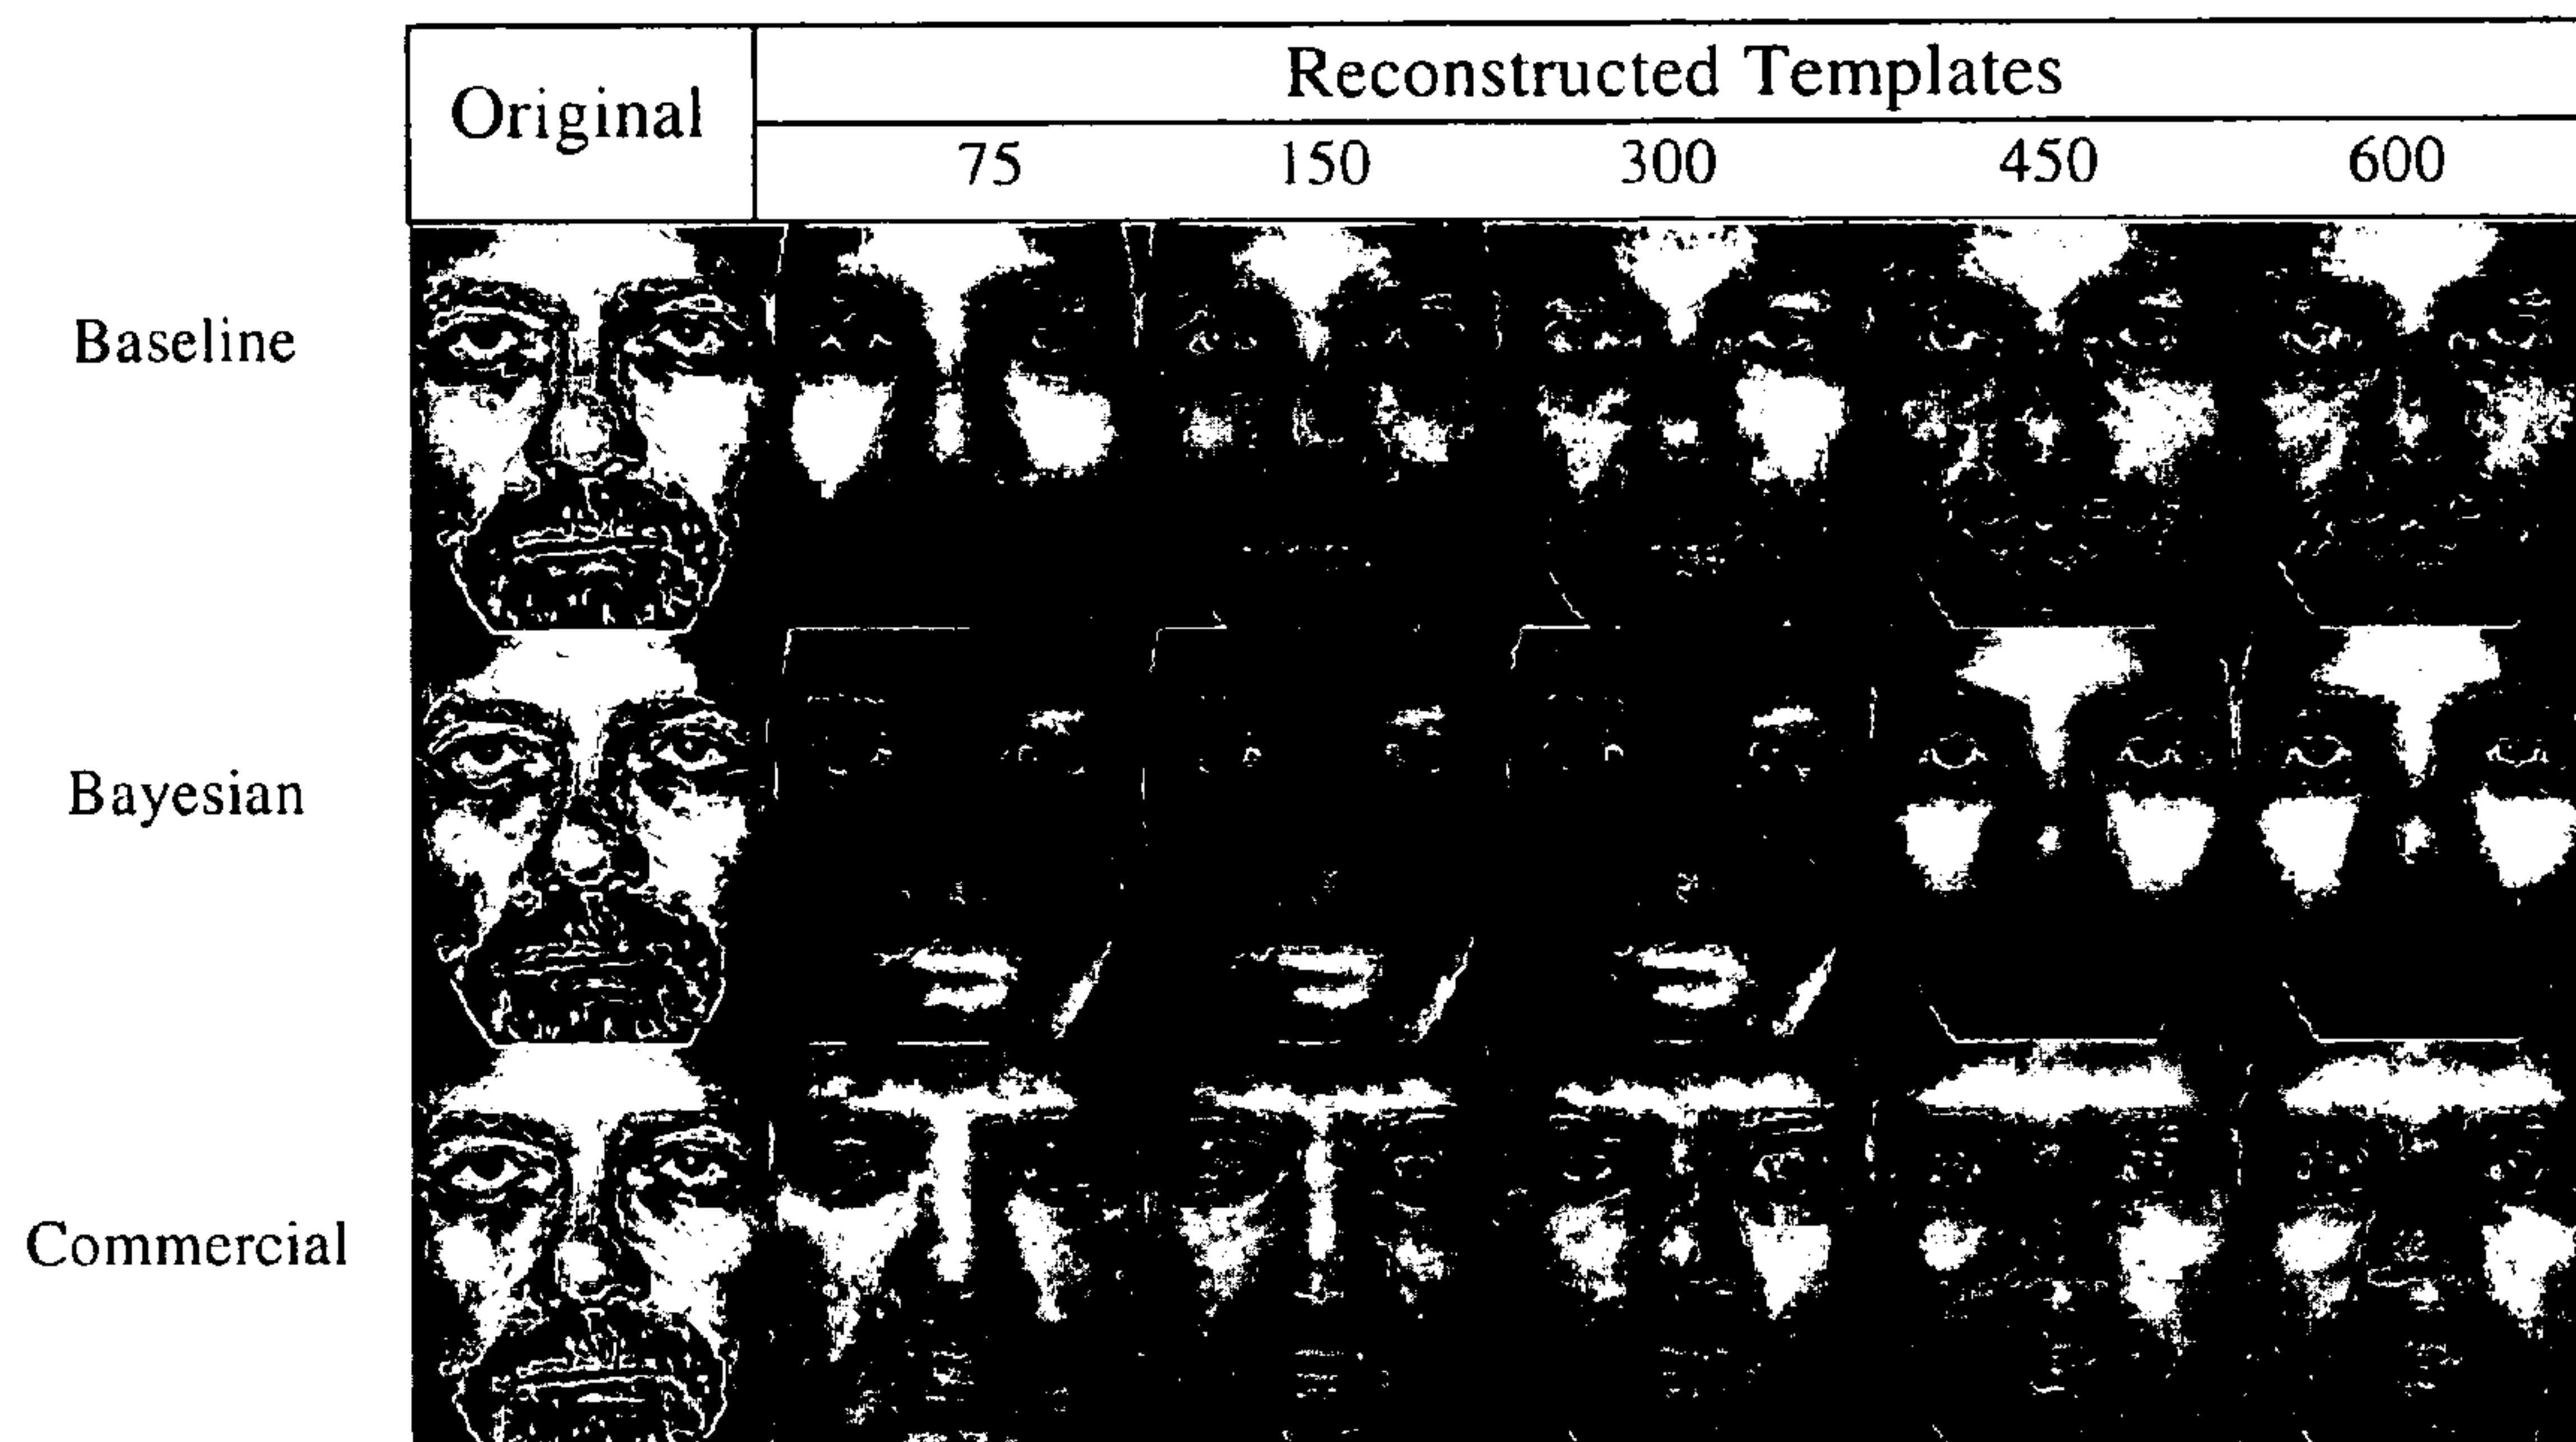 Original
Reconstructed Templates
75 150 300 450 600
Baseline
Bayesian
Commercial